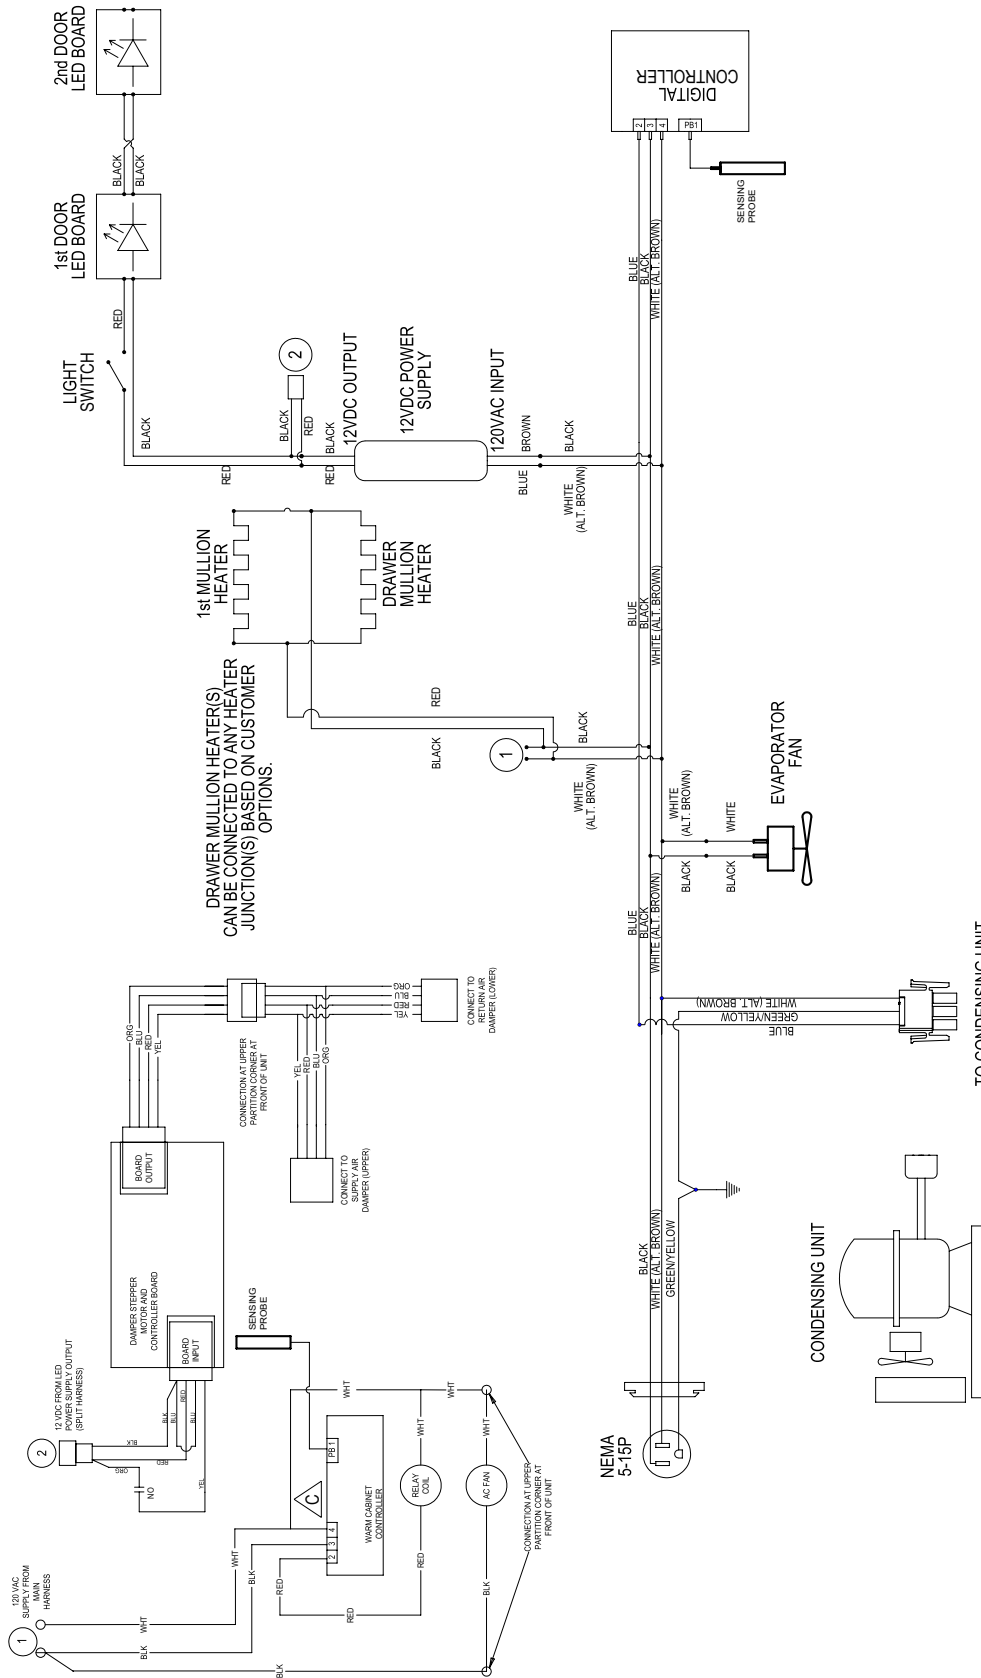 2nd DOOR
LED BOARD
BLACK
BLACK
1st DOOR
LED BOARD
RED
LIGHT
SWITCH
BLACK
RED
2
BLACK
RED
12VDC OUTPUT
BLACK
RED
12VDC POWER
SUPPLY
120VAC INPUT
BROWN
BLUE
BLACK
WHITE
(ALT. BROWN)
1st MULLION
HEATER
DRAWER
MULLION
HEATER
DRAWER MULLION HEATER(S)
CAN BE CONNECTED TO ANY HEATER
JUNCTION(S) BASED ON CUSTOMER
OPTIONS.
RED
BLACK
1
BLACK
WHITE
(ALT. BROWN)
DIGITAL
CONTROLLER
2
3
4
PB1
SENSING
PROBE
BLUE
BLACK
WHITE (ALT. BROWN)
BLUE
BLACK
WHITE (ALT. BROWN)
WHITE
(ALT. BROWN)
WHITE
BLACK
BLACK
EVAPORATOR
FAN
BLUE
BLACK
WHITE (ALT. BROWN)
WHITE (ALT. BROWN)
GREEN/YELLOW
BLUE
TO CONDENSING UNIT
CONDENSING UNIT
BLACK
WHITE (ALT. BROWN)
GREEN/YELLOW
NEMA
5-15P
ORG
BLU
RED
YEL
CONNECTION AT UPPER
PARTITION CORNER AT
FRONT OF UNIT
ORG
BLU
RED
YEL
CONNECT TO
RETURN AIR
DAMPER (LOWER)
YEL
RED
BLU
ORG
CONNECT TO
SUPPLY AIR
DAMPER (UPPER)
BOARD
OUTPUT
DAMPER STEPPER
MOTOR AND
CONTROLLER BOARD
BOARD
INPUT
2
12 VDC FROM LED
POWER SUPPLY OUTPUT
(SPLIT HARNESS)
BLK
RED
ORG
NO
BLK
BLU
RED
BLU
YEL
SENSING
PROBE
WHT
WHT
PB1
C
WARM CABINET
CONTROLLER
4
3
2
RELAY
COIL
WHT
RED
AC FAN
WHT
BLK
CONNECTION AT UPPER
PARTITION CORNER AT
FRONT OF UNIT
RED
RED
WHT
BLK
1
120 VAC
SUPPLY FROM
MAIN
HARNESS
WHT
BLK
BLK